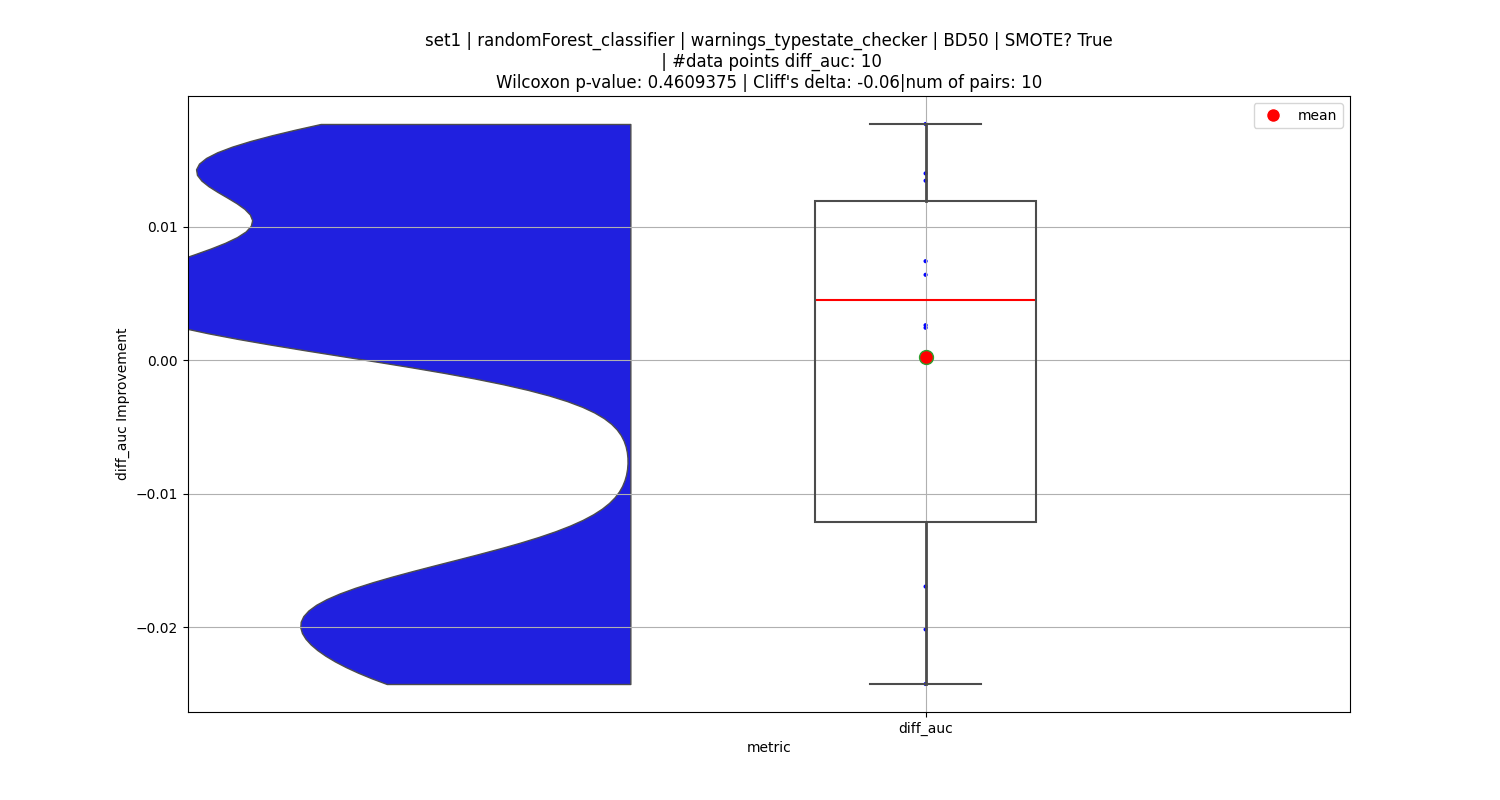 set1 | randomForest_classifier | warnings_typestate_checker | BD50 | SMOTE? True
| #data points diff_auc: 10
Wilcoxon p-value: 0.4609375 | Cliff's delta: -0.06|num of pairs: 10
mean
0.01
0.00
−0.01
−0.02
diff_auc Improvement
diff_auc
metric